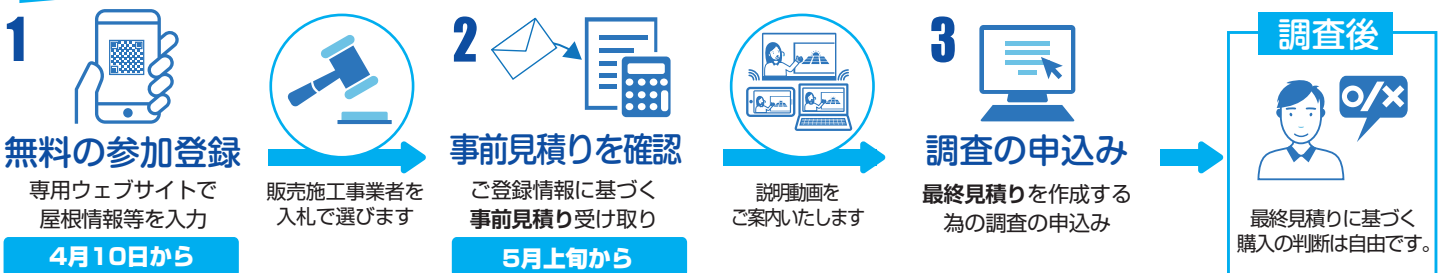 1
無料の参加登録
専用ウェブサイトで
屋根情報等を入力
4月10日から
販売施工事業者を
入札で選びます
2
事前見積りを確認
ご登録情報に基づく
事前見積り受け取り
5月上旬から
説明動画を
ご案内いたします
3
調査の申込み
最終見積りを作成する
為の調査の申込み
調査後
o/×
最終見積りに基づく
購入の判断は自由です。